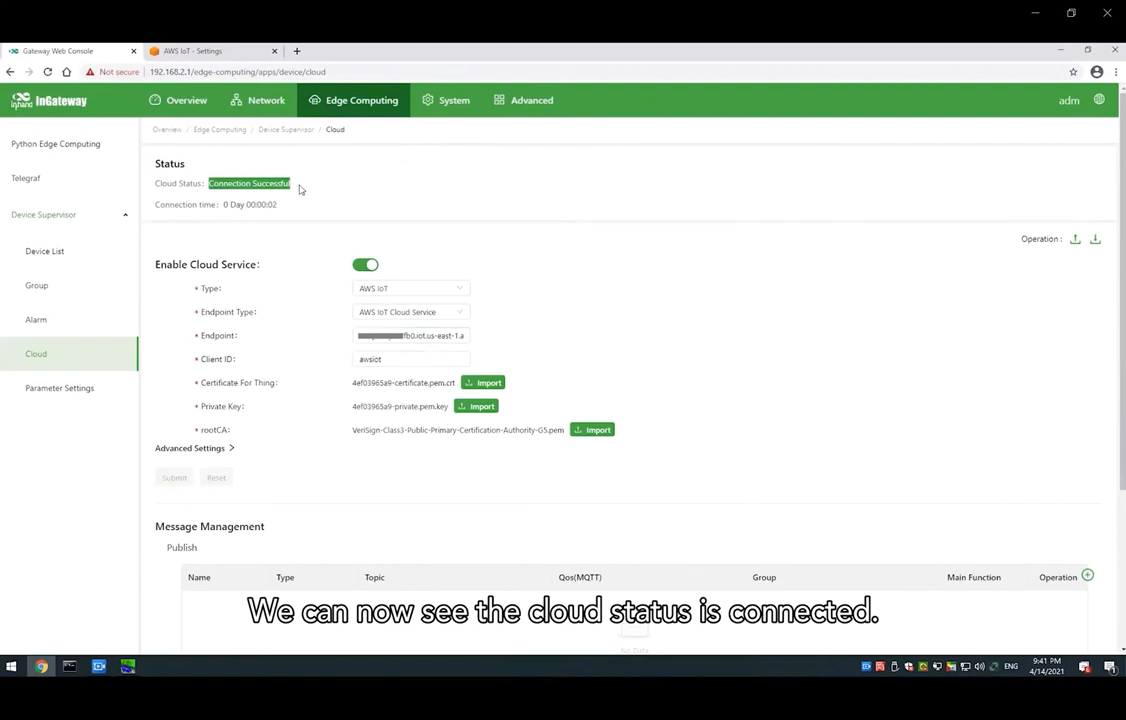 Gateway Web Console
AWS IoT - Settings
Not secure 192.168.2.1/edge-computing/apps/device/cloud
inhand InGateway Overview Network Edge Computing System Advanced adm
Overview / Edge Computing / Device Supervisor / Cloud
Python Edge Computing
Telegraf
Device Supervisor
Device List
Group
Alarm
Cloud
Parameter Settings
Status
Cloud Status: Connection Successful
Connection time: 0 Day 00:00:02
Operation:
Enable Cloud Service:
* Type: AWS IoT
* Endpoint Type: AWS IoT Cloud Service
* Endpoint: fb0.iot.us-east-1.a
* Client ID: awsiot
* Certificate For Thing: 4ef03965a9-certificate.pem.crt Import
* Private Key: 4ef03965a9-private.pem.key Import
* rootCA: VeriSign-Class3-Public-Primary-Certification-Authority-G5.pem Import
Advanced Settings >
Submit Reset
Message Management
Publish
Name Type Topic Qos(MQTT) Group Main Function Operation
We can now see the cloud status is connected.
No Data
ENG 9:41 PM
4/14/2021